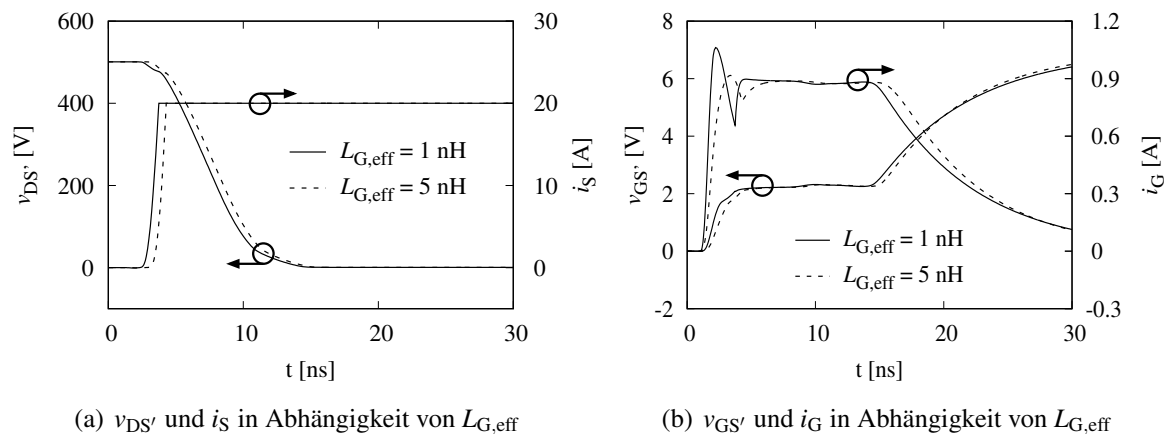 600
400
200
0
v_DS' [V]
30
20
10
0
i_S [A]
L_G,eff = 1 nH
L_G,eff = 5 nH
0 10 20 30
t [ns]
(a) v_DS' und i_S in Abhängigkeit von L_G,eff
8
6
4
2
0
-2
v_GS' [V]
1.2
0.9
0.6
0.3
0
-0.3
i_G [A]
L_G,eff = 1 nH
L_G,eff = 5 nH
0 10 20 30
t [ns]
(b) v_GS' und i_G in Abhängigkeit von L_G,eff